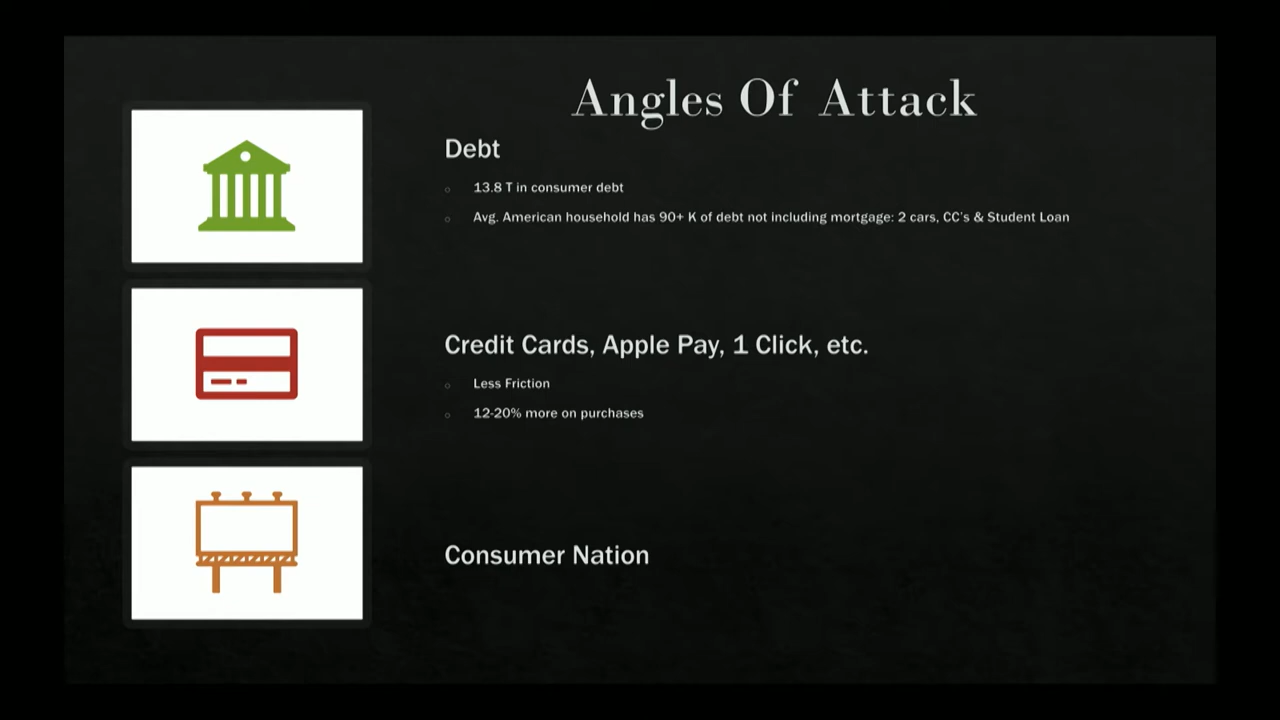 Angles Of Attack
Debt
13.8 T in consumer debt
Avg. American household has 90+ K of debt not including mortgage: 2 cars, CC's & Student Loan
Credit Cards, Apple Pay, 1 Click, etc.
Less Friction
12-20% more on purchases
Consumer Nation